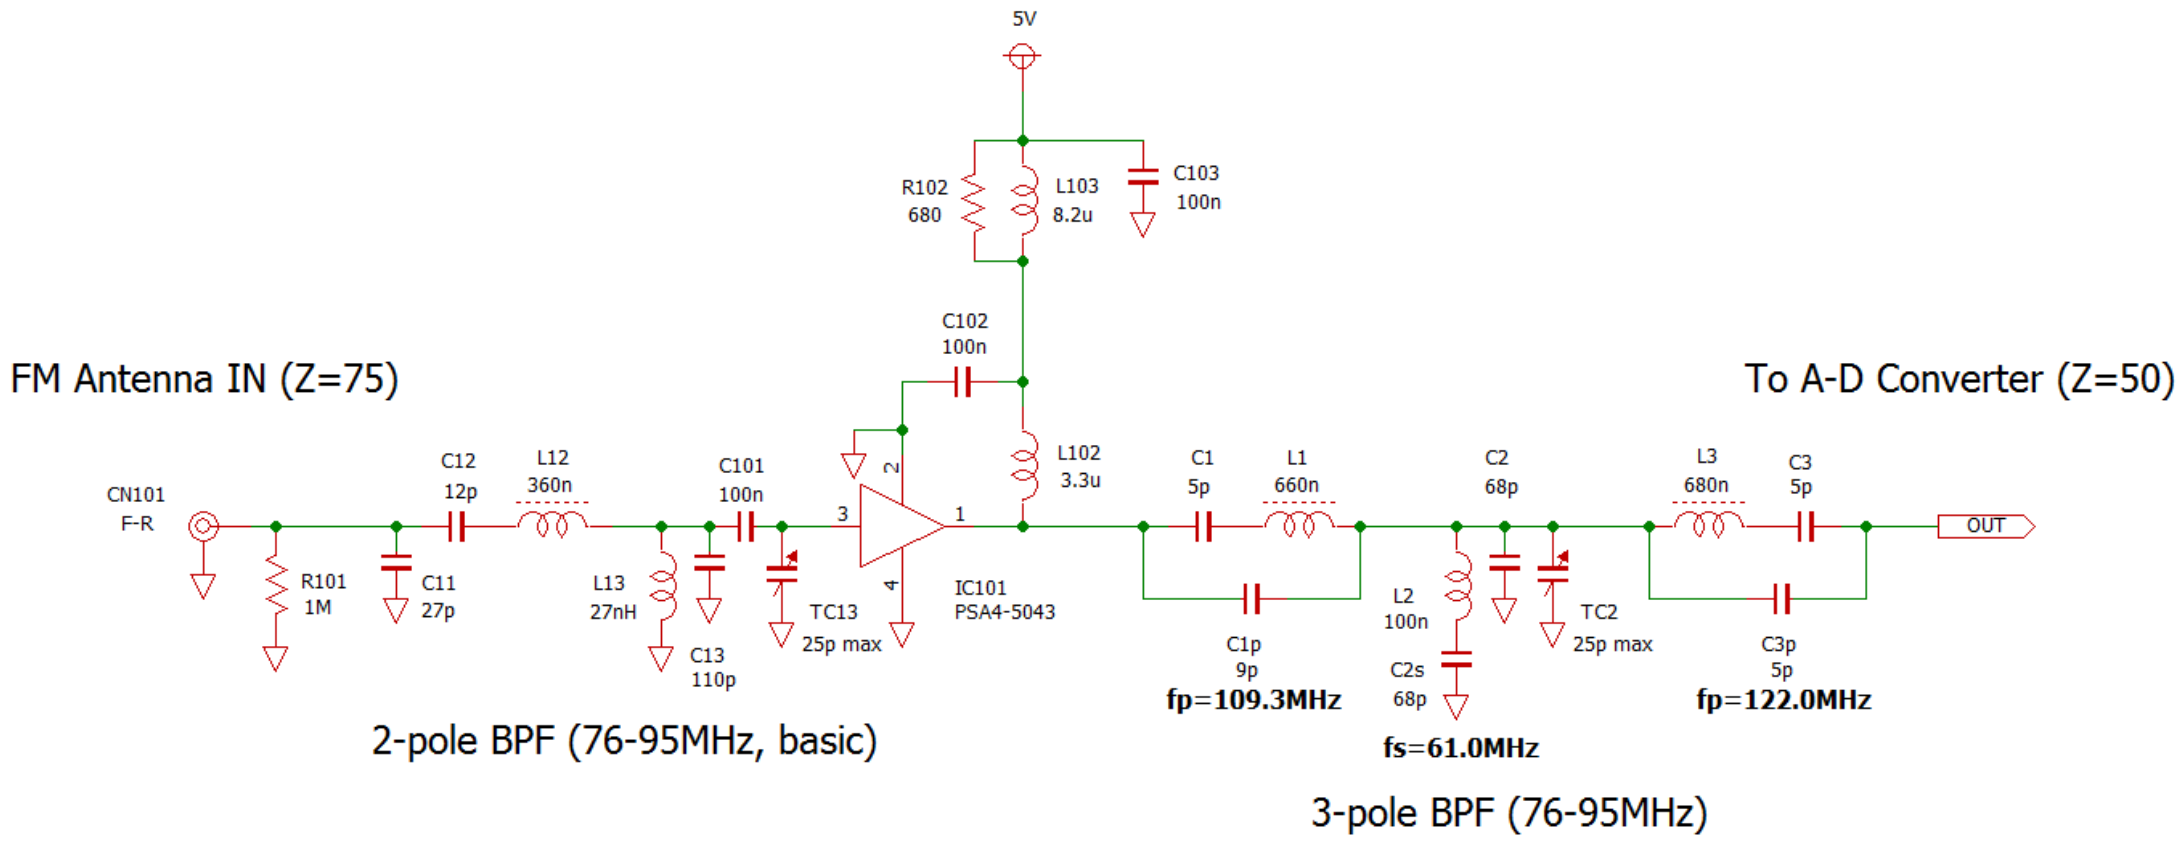 5V
R102
680
L103
8.2u
C103
100n
C102
100n
FM Antenna IN (Z=75)
To A-D Converter (Z=50)
CN101
F-R
C12
12p
L12
360n
C101
100n
L102
3.3u
C1
5p
L1
660n
C2
68p
L3
680n
C3
5p
2
3
1
4
OUT
R101
1M
C11
27p
L13
27nH
C13
110p
TC13
25p max
IC101
PSA4-5043
C1p
9p
fp=109.3MHz
L2
100n
C2s
68p
fs=61.0MHz
TC2
25p max
C3p
5p
fp=122.0MHz
2-pole BPF (76-95MHz, basic)
3-pole BPF (76-95MHz)